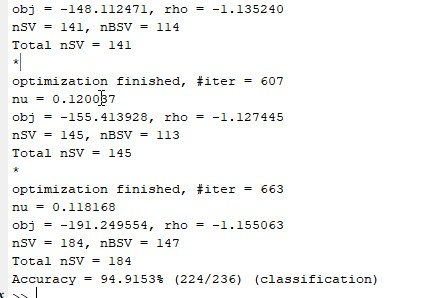 obj = -148.112471, rho = -1.135240
nSV = 141, nBSV = 114
Total nSV = 141
*
optimization finished, #iter = 607
nu = 0.120037
obj = -155.413928, rho = -1.127445
nSV = 145, nBSV = 113
Total nSV = 145
*
optimization finished, #iter = 663
nu = 0.118168
obj = -191.249554, rho = -1.155063
nSV = 184, nBSV = 147
Total nSV = 184
Accuracy = 94.9153% (224/236) (classification)
>>